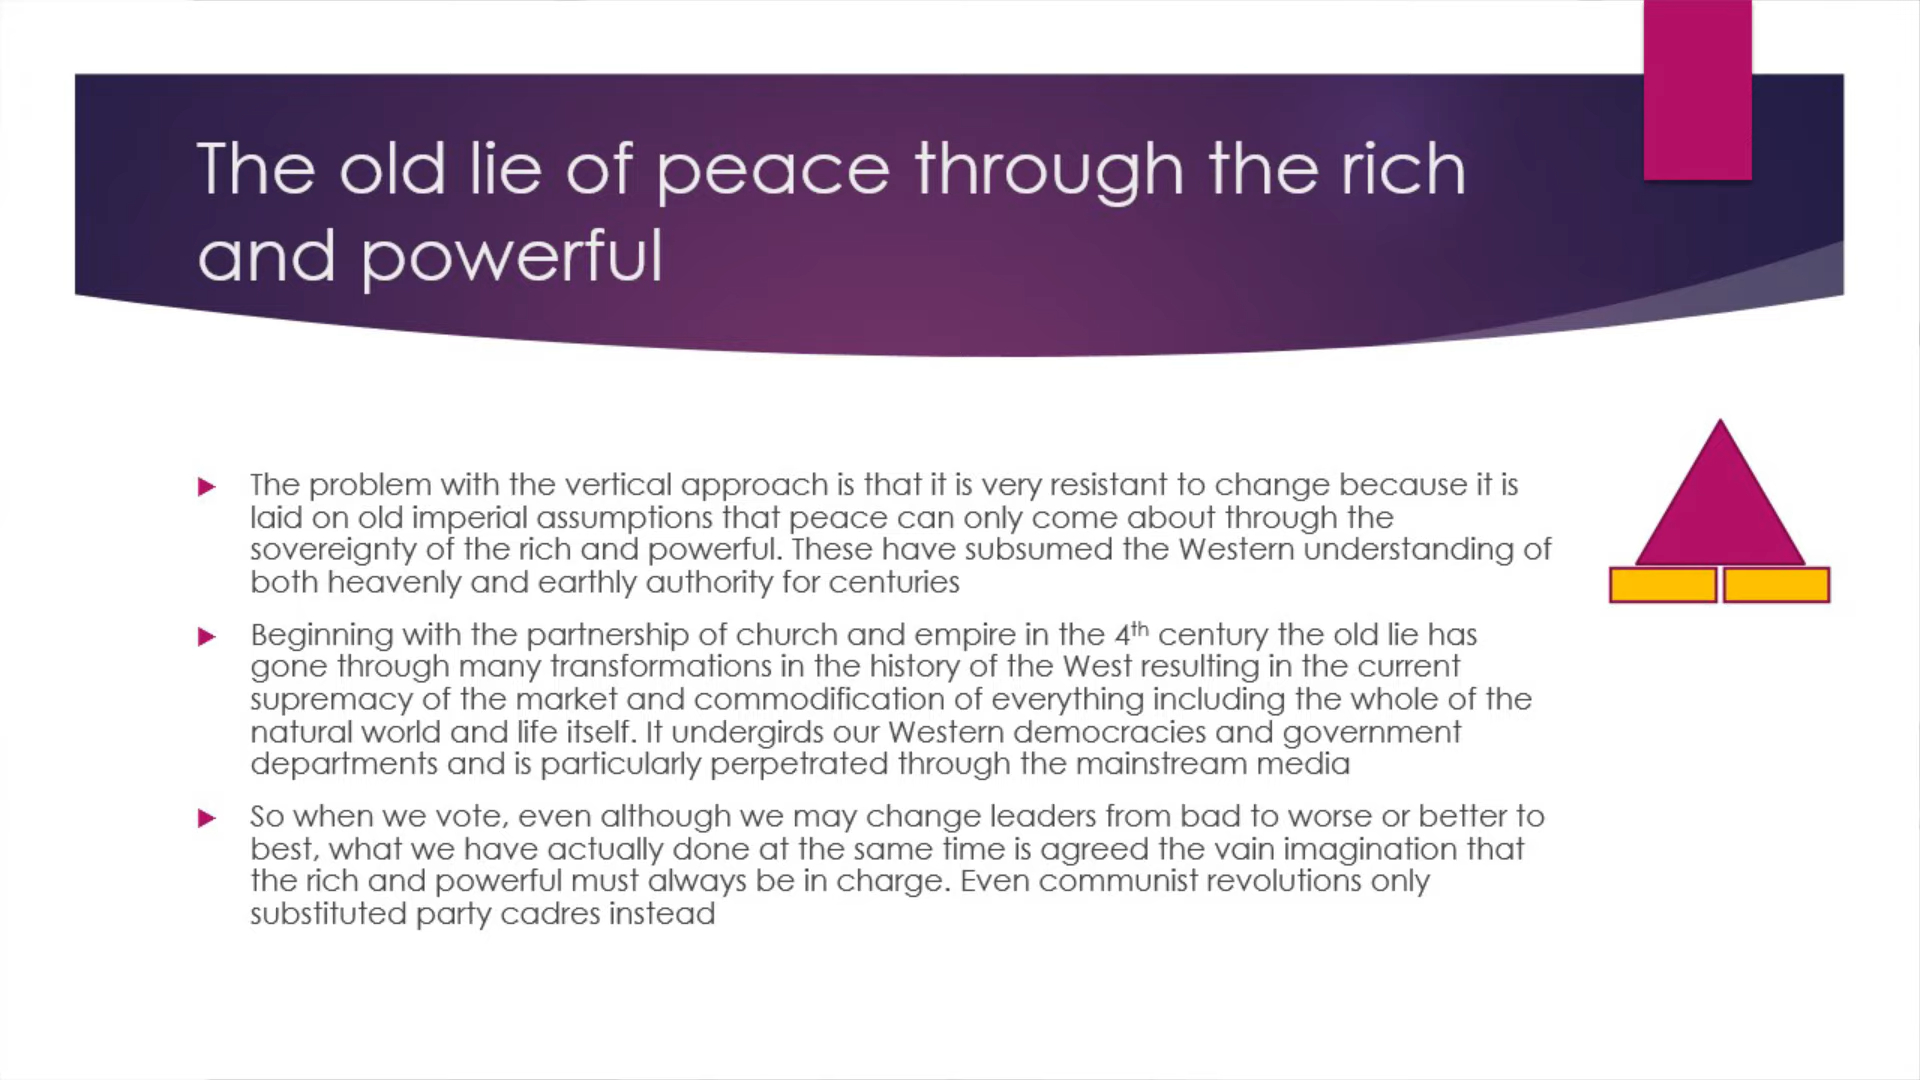 The old lie of peace through the rich
and powerful
The problem with the vertical approach is that it is very resistant to change because it is
laid on old imperial assumptions that peace can only come about through the
sovereignty of the rich and powerful. These have subsumed the Western understanding of
both heavenly and earthly authority for centuries
Beginning with the partnership of church and empire in the 4th century the old lie has
gone through many transformations in the history of the West resulting in the current
supremacy of the market and commodification of everything including the whole of the
natural world and life itself. It undergirds our Western democracies and government
departments and is particularly perpetrated through the mainstream media
So when we vote, even although we may change leaders from bad to worse or better to
best, what we have actually done at the same time is agreed the vain imagination that
the rich and powerful must always be in charge. Even communist revolutions only
substituted party cadres instead